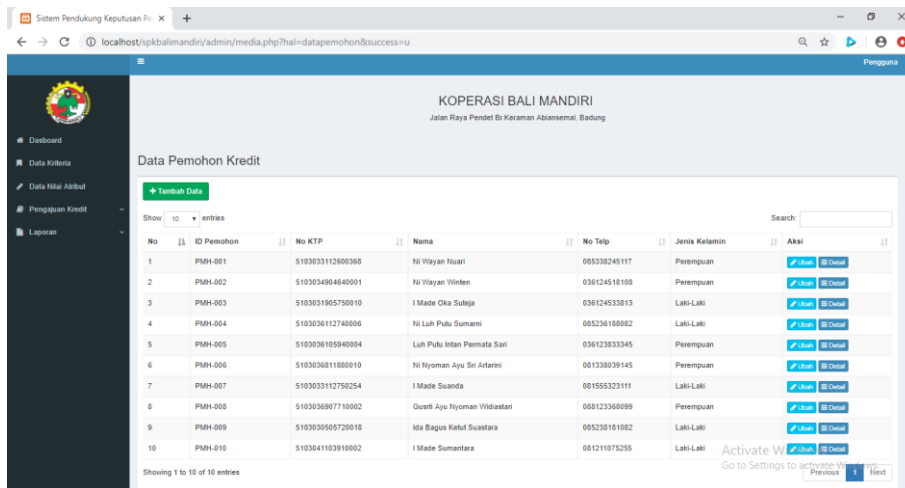 Sistem Pendukung Keputusan Pe
localhost/spkbalimandiri/admin/media.php?hal=datapemohon&success=u
Pengguna
KOPERASI BALI MANDIRI
Jalan Raya Pendet Br.Keraman Abiansemal, Badung
Dasboard
Data Kriteria
Data Nilai Atribut
Pengajuan Kredit
Laporan
Data Pemohon Kredit
+ Tambah Data
Show 10 entries Search:
No ID Pemohon No KTP Nama No Telp Jenis Kelamin Aksi
1 PMH-001 5103033112600368 Ni Wayan Nuari 085338245117 Perempuan Ubah Detail
2 PMH-002 5103034904640001 Ni Wayan Winten 036124518108 Perempuan Ubah Detail
3 PMH-003 5103031905750010 I Made Oka Suteja 036124533813 Laki-Laki Ubah Detail
4 PMH-004 5103036112740006 Ni Luh Putu Sumarni 085236188082 Laki-Laki Ubah Detail
5 PMH-005 5103036105940004 Luh Putu Intan Permata Sari 036123833345 Perempuan Ubah Detail
6 PMH-006 5103036811880010 Ni Nyoman Ayu Sri Artarini 081338039145 Perempuan Ubah Detail
7 PMH-007 5103033112750254 I Made Suanda 081555323111 Laki-Laki Ubah Detail
8 PMH-008 5103036907710002 Gusrti Ayu Nyoman Widiastari 088123368099 Perempuan Ubah Detail
9 PMH-009 5103030505720018 Ida Bagus Ketut Suastara 085238181082 Laki-Laki Ubah Detail
10 PMH-010 5103041103910002 I Made Sumantara 081211075255 Laki-Laki Ubah Detail
Showing 1 to 10 of 10 entries
Previous 1 Next
Activate
Go to Settings to activate Windows.